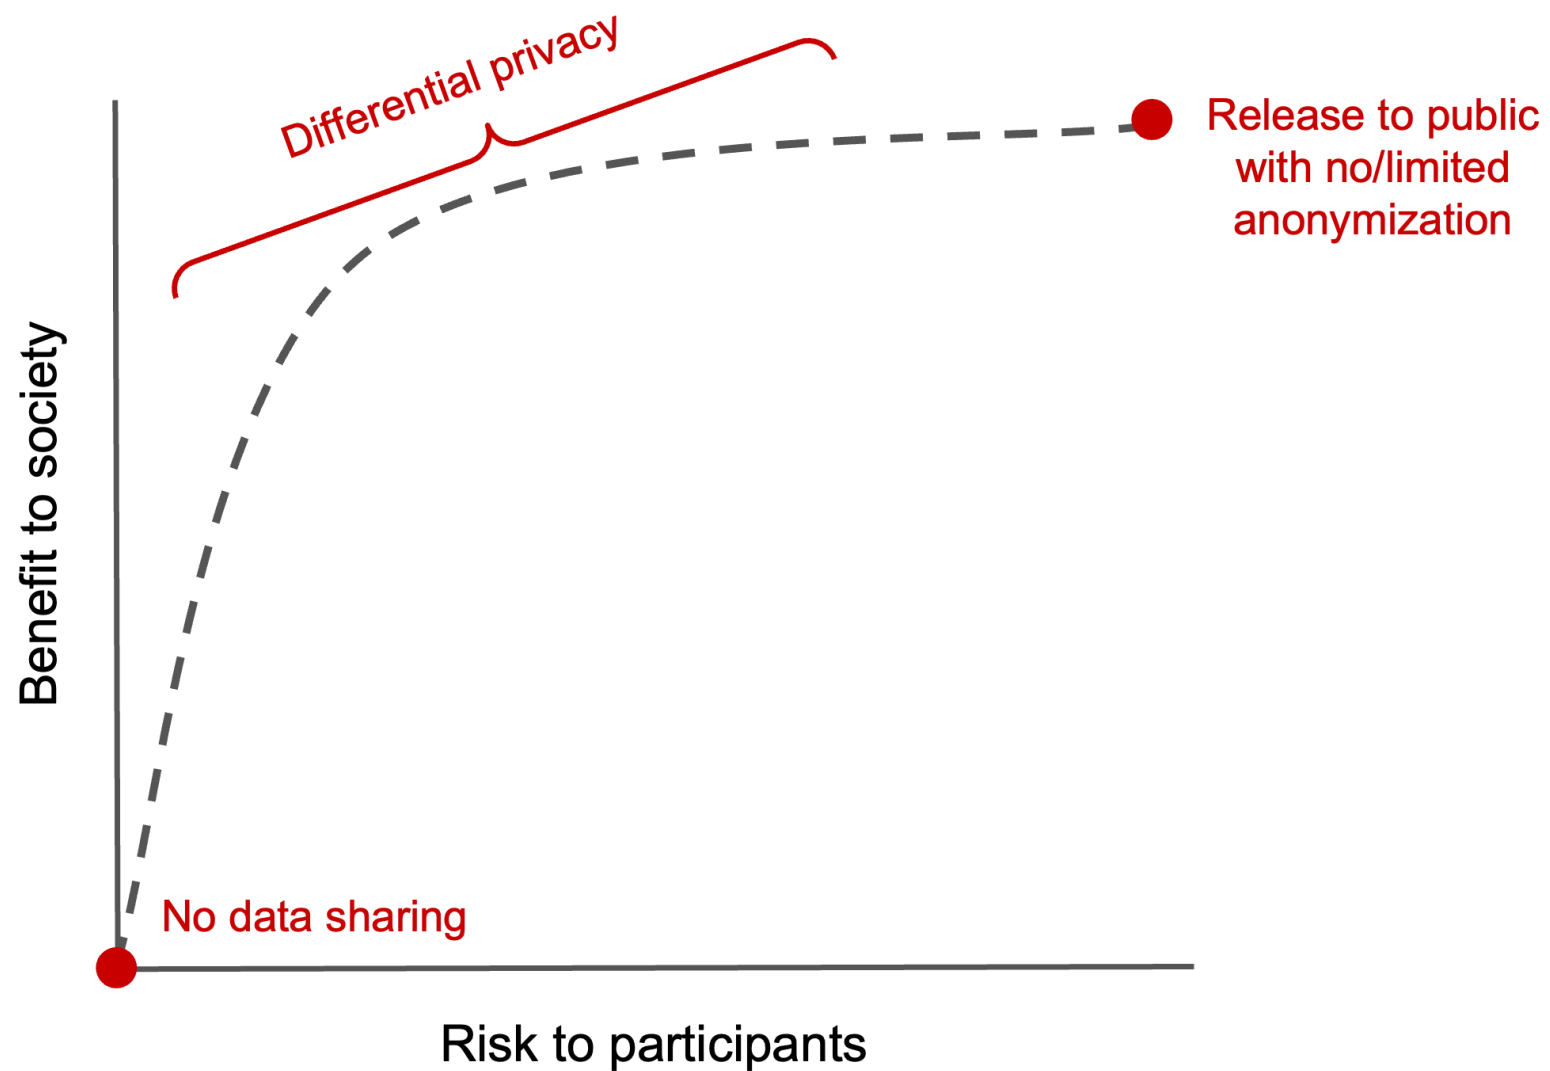 Differential privacy
Release to public
with no/limited
anonymization
Benefit to society
No data sharing
Risk to participants